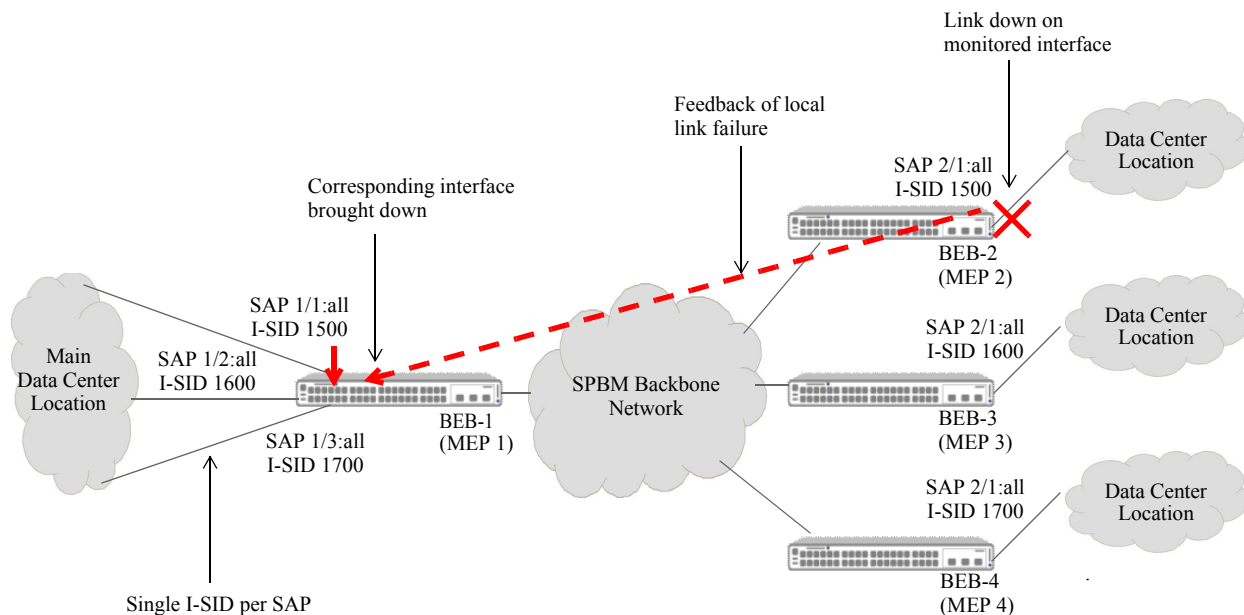 Link down on
monitored interface
Feedback of local
link failure
Corresponding interface
brought down
Data Center
Location
SAP 2/1:all
I-SID 1500
BEB-2
(MEP 2)
SAP 1/1:all
I-SID 1500
Main
Data Center
Location
SAP 1/2:all
I-SID 1600
SAP 1/3:all
I-SID 1700
BEB-1
(MEP 1)
SPBM Backbone
Network
SAP 2/1:all
I-SID 1600
Data Center
Location
BEB-3
(MEP 3)
SAP 2/1:all
I-SID 1700
Data Center
Location
BEB-4
(MEP 4)
Single I-SID per SAP